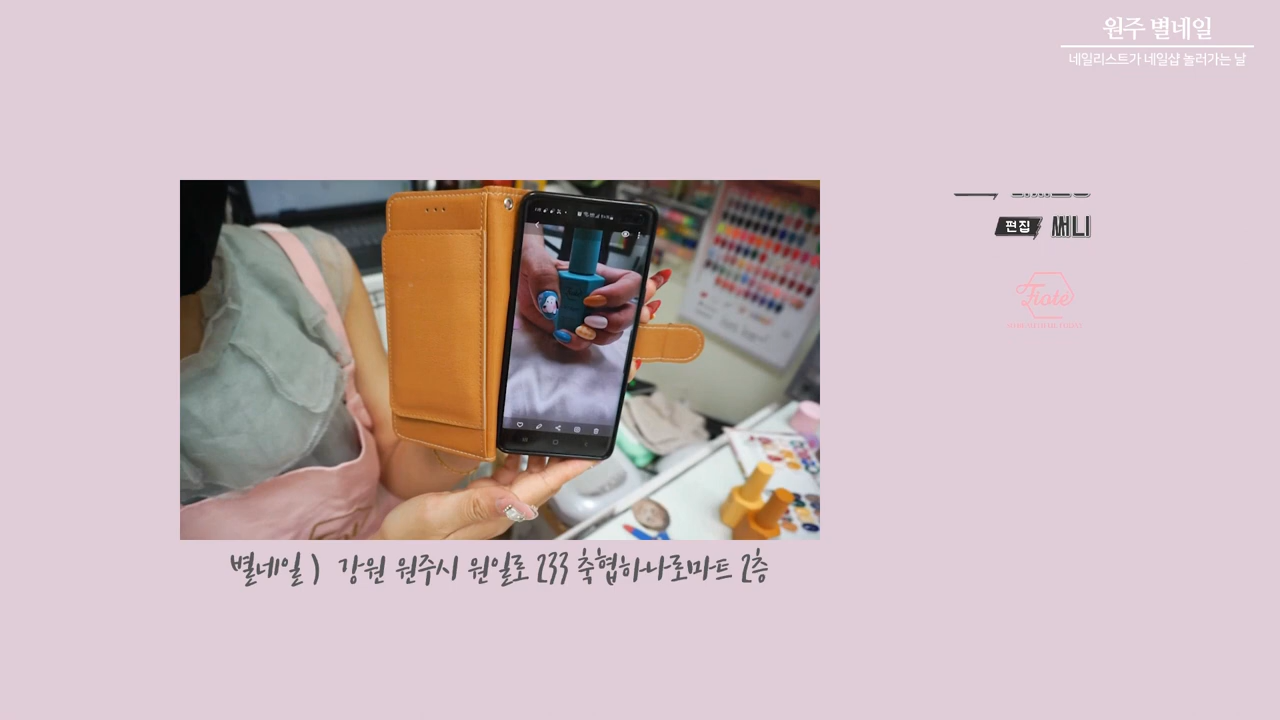 원주 별네일
네일리스트가 네일샵 놀러가는 날
편집 써니
Fiote
별네일 ) 강원 원주시 원일로 233 축협하나로마트 2층